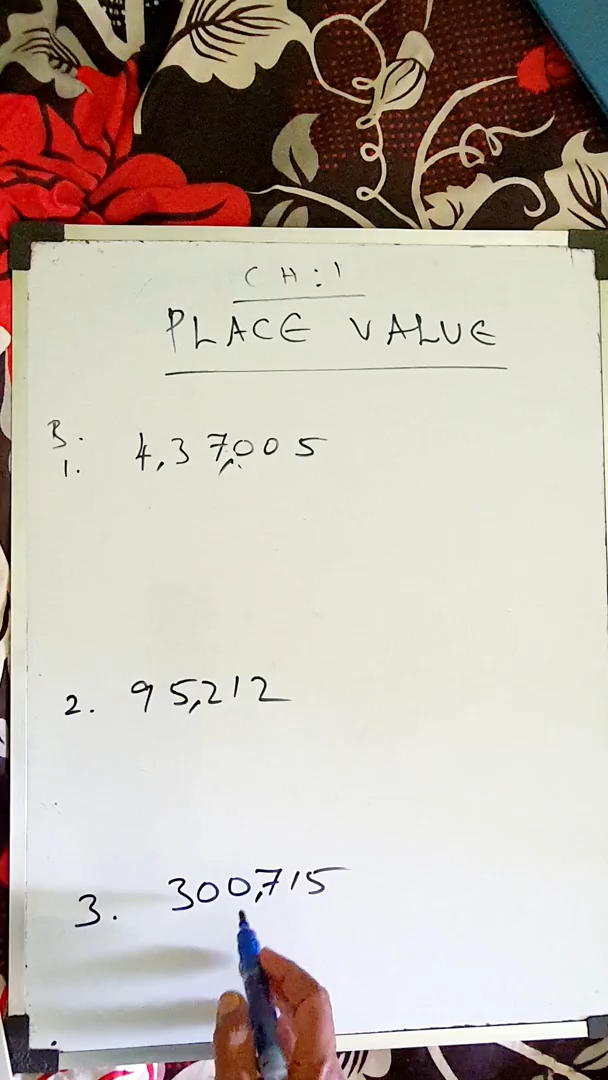 CH:1
PLACE VALUE
B.
1. 4,37,005
2. 95,212
3. 300,715